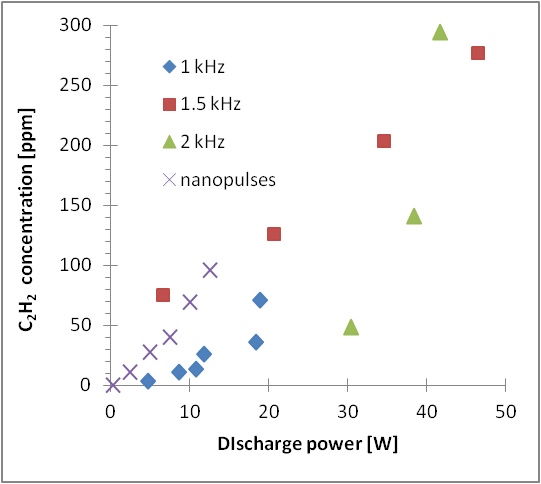 300
250
200
150
100
50
0
C₂H₂ concentration [ppm]
1 kHz
1.5 kHz
2 kHz
nanopulses
0 10 20 30 40 50
DIscharge power [W]